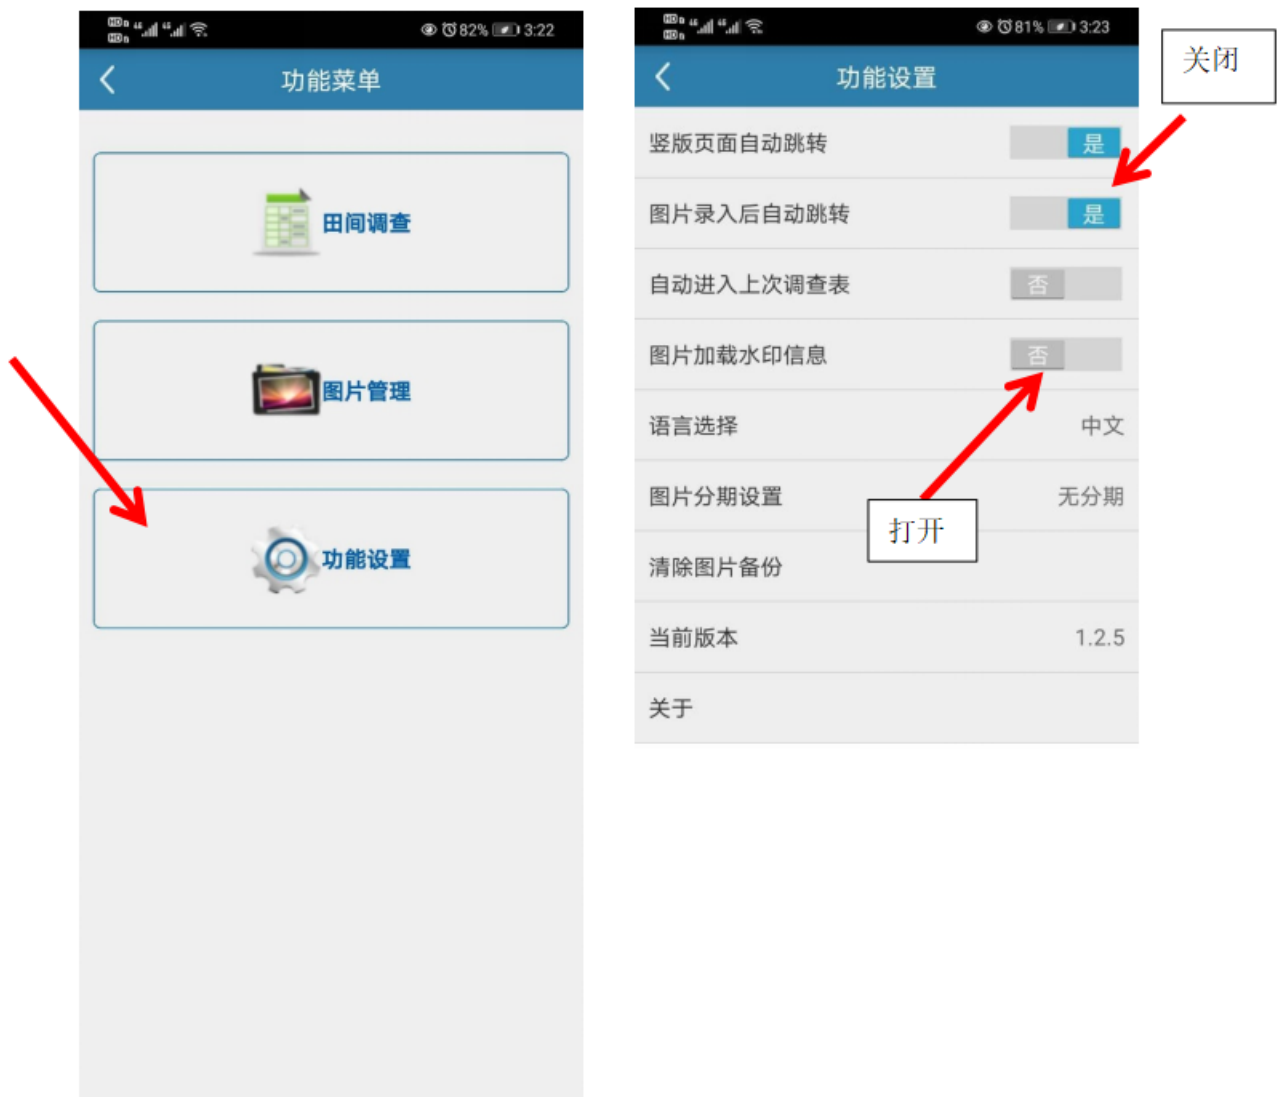 82% 3:22
功能菜单
田间调查
图片管理
功能设置
81% 3:23
功能设置
关闭
竖版页面自动跳转 是
图片录入后自动跳转 是
自动进入上次调查表 否
图片加载水印信息 否
语言选择 中文
图片分期设置 无分期
打开
清除图片备份
当前版本 1.2.5
关于